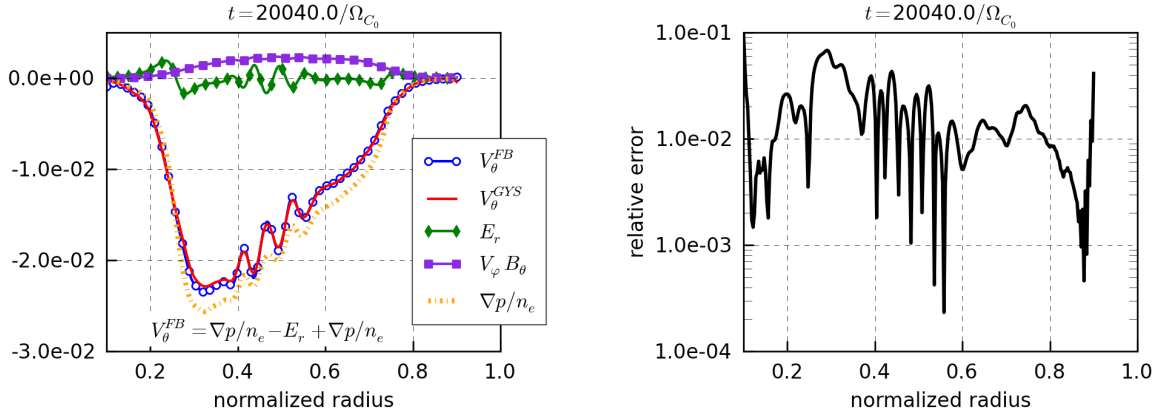 t=20040.0/Ω_{C_0}
0.0e+00
-1.0e-02
-2.0e-02
-3.0e-02
0.2 0.4 0.6 0.8 1.0
normalized radius
V_θ^{FB}
V_θ^{GYS}
E_r
V_φ B_θ
∇p/n_e
V_θ^{FB} = ∇p/n_e − E_r + ∇p/n_e
t=20040.0/Ω_{C_0}
relative error
1.0e-01
1.0e-02
1.0e-03
1.0e-04
0.2 0.4 0.6 0.8 1.0
normalized radius